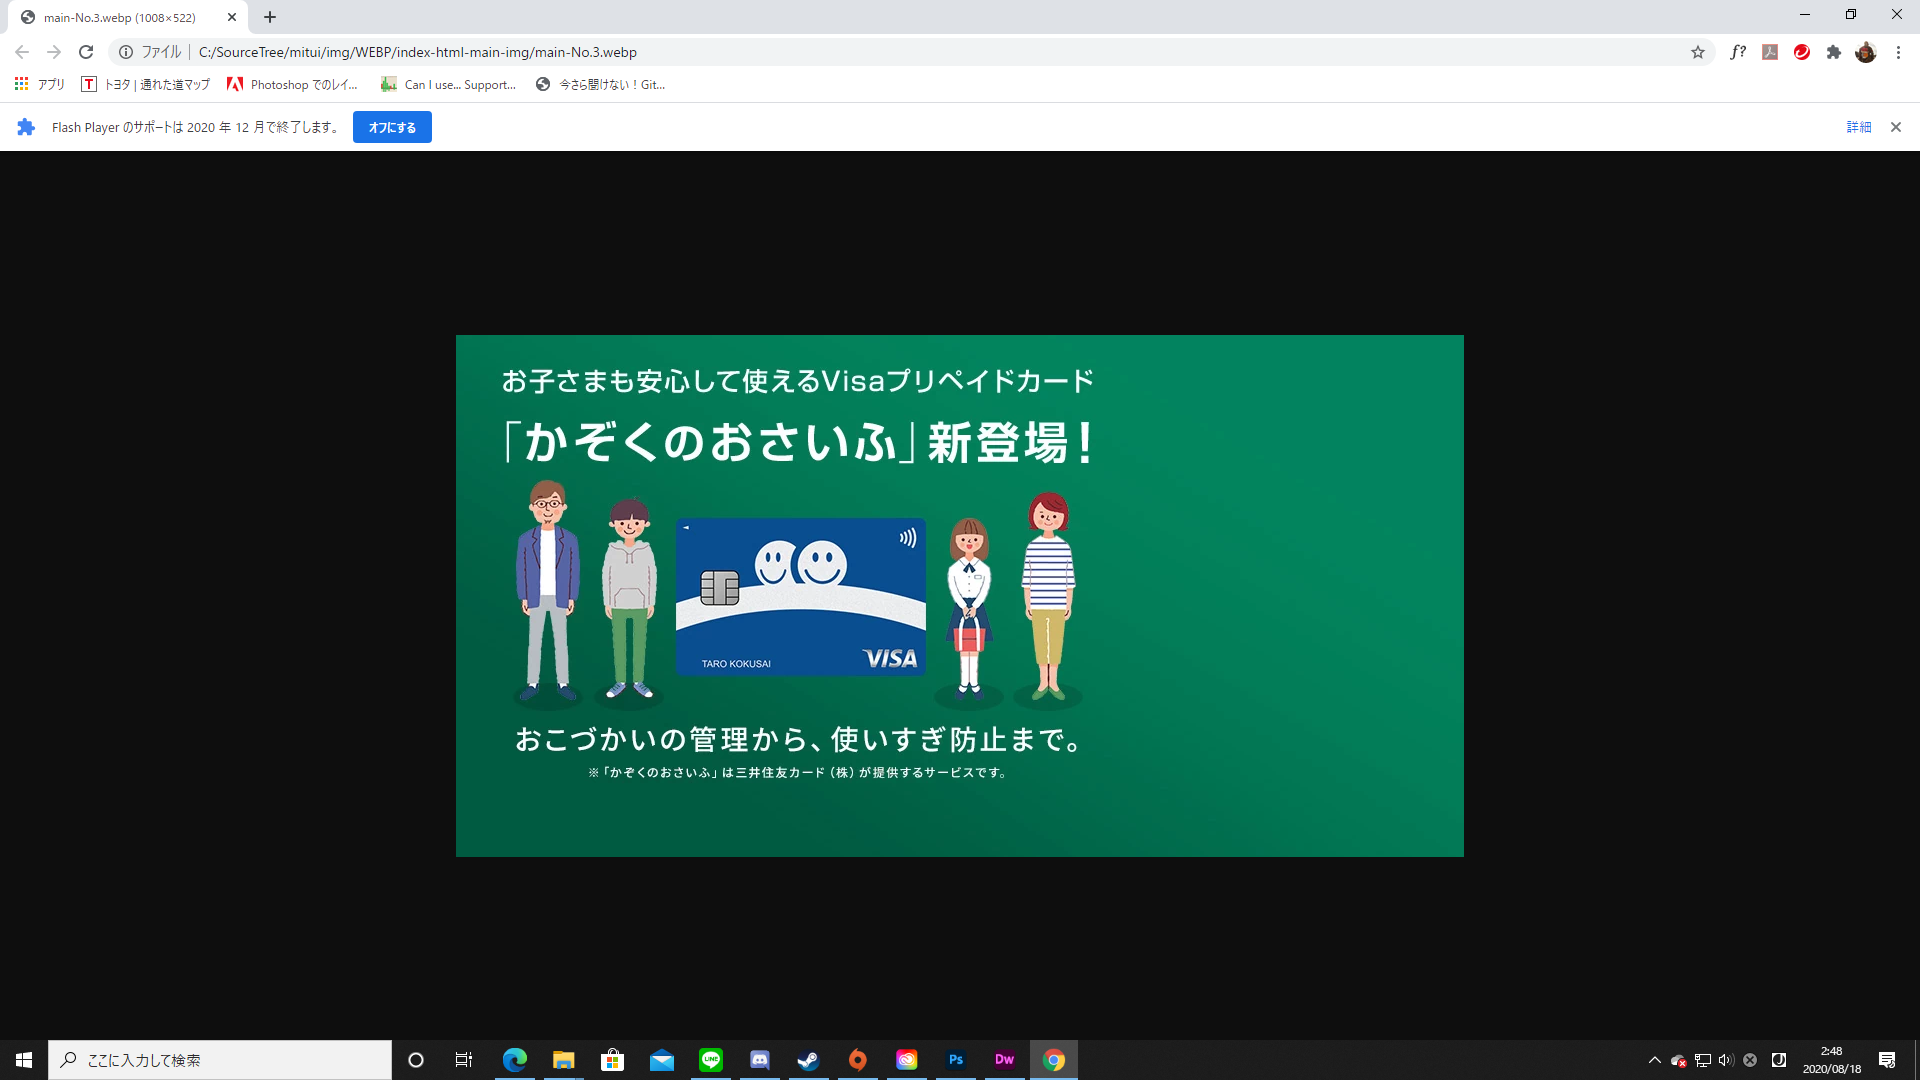 main-No.3.webp (1008×522)
ファイル C:/SourceTree/mitui/img/WEBP/index-html-main-img/main-No.3.webp
アプリ トヨタ | 通れた道マップ Photoshop でのレイ... Can I use... Support... 今さら聞けない！Git...
Flash Player のサポートは 2020 年 12 月で終了します。 オフにする 詳細
お子さまも安心して使えるVisaプリペイドカード
「かぞくのおさいふ」新登場！
TARO KOKUSAI VISA
おこづかいの管理から、使いすぎ防止まで。
※「かぞくのおさいふ」は三井住友カード（株）が提供するサービスです。
ここに入力して検索 LINE Ps Dw 2:48
2020/08/18